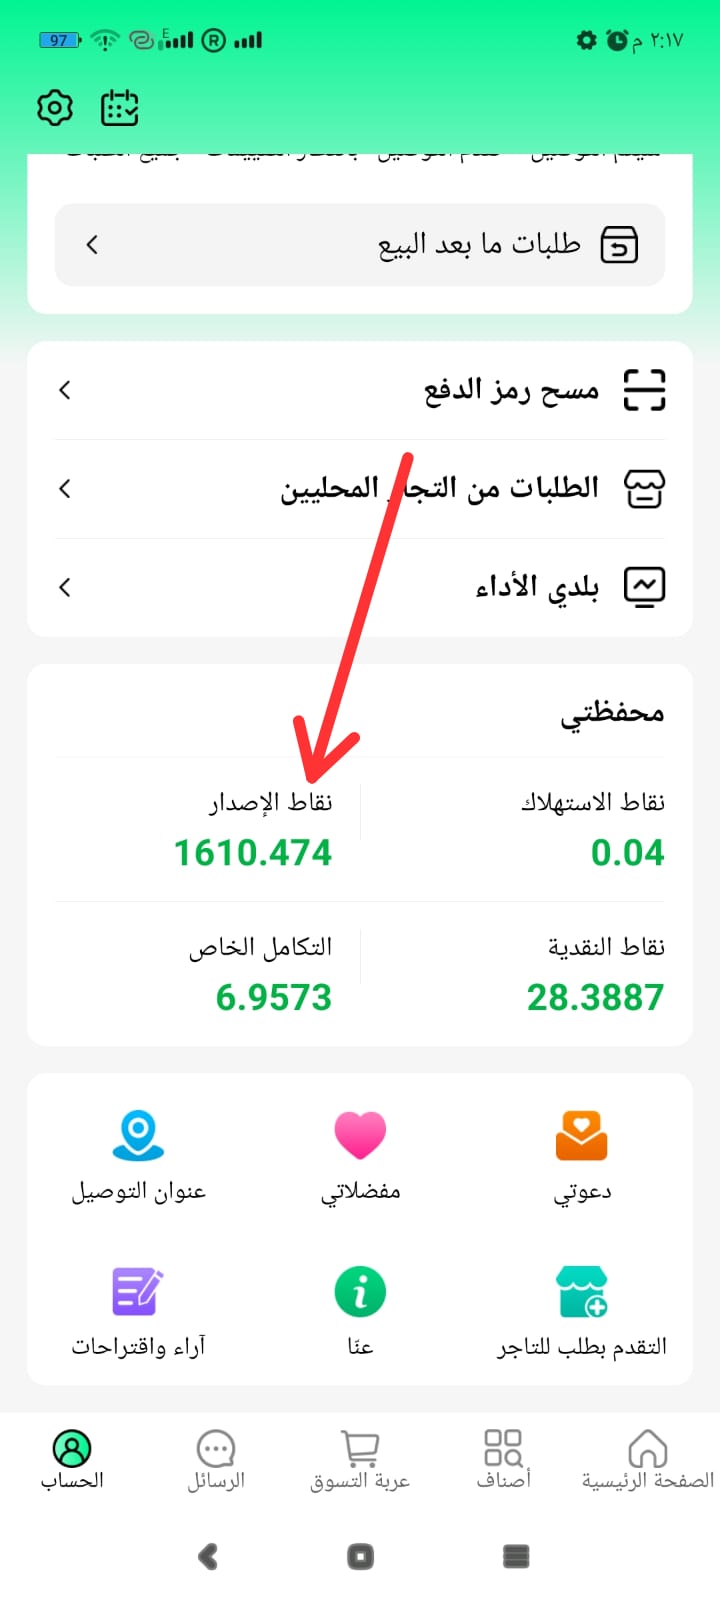 97 E R ٢:١٧ م
طلبات ما بعد البيع
مسح رمز الدفع
الطلبات من التجار المحليين
بلدي الأداء
محفظتي
نقاط الاستهلاك
نقاط الإصدار
0.04
1610.474
نقاط النقدية
التكامل الخاص
28.3887
6.9573
دعوتي
مفضلاتي
عنوان التوصيل
التقدم بطلب للتاجر
عنّا
آراء واقتراحات
الصفحة الرئيسية
أصناف
عربة التسوق
الرسائل
الحساب